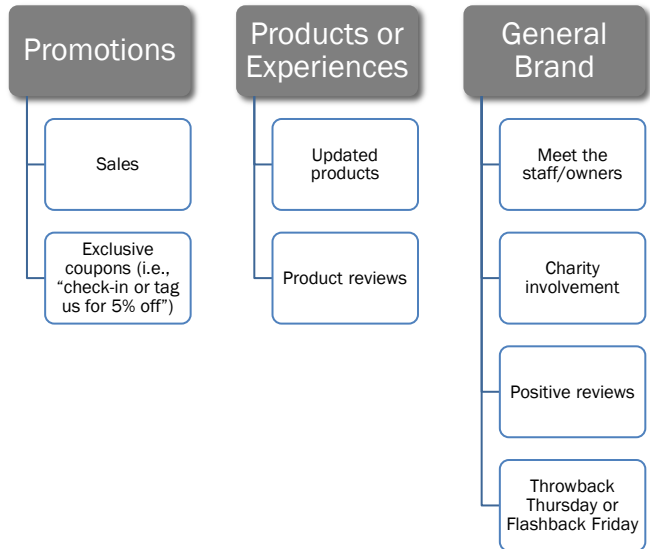 Promotions
Sales
Exclusive
coupons (i.e.,
“check-in or tag
us for 5% off”)
Products or
Experiences
Updated
products
Product reviews
General
Brand
Meet the
staff/owners
Charity
involvement
Positive reviews
Throwback
Thursday or
Flashback Friday